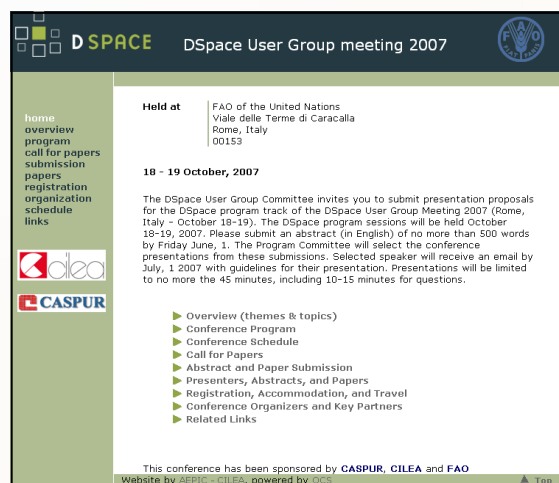 DSPACE DSpace User Group meeting 2007
FAO
FIAT PANIS
home
overview
program
call for papers
submission
papers
registration
organization
schedule
links
cilea
CASPUR
Held at
FAO of the United Nations
Viale delle Terme di Caracalla
Rome, Italy
00153
18 - 19 October, 2007
The DSpace User Group Committee invites you to submit presentation proposals
for the DSpace program track of the DSpace User Group Meeting 2007 (Rome,
Italy - October 18-19). The DSpace program sessions will be held October
18-19, 2007. Please submit an abstract (in English) of no more than 500 words
by Friday June, 1. The Program Committee will select the conference
presentations from these submissions. Selected speaker will receive an email by
July, 1 2007 with guidelines for their presentation. Presentations will be limited
to no more the 45 minutes, including 10-15 minutes for questions.
Overview (themes & topics)
Conference Program
Conference Schedule
Call for Papers
Abstract and Paper Submission
Presenters, Abstracts, and Papers
Registration, Accommodation, and Travel
Conference Organizers and Key Partners
Related Links
This conference has been sponsored by CASPUR, CILEA and FAO
Website by AEPIC - CILEA, powered by OCS
Top